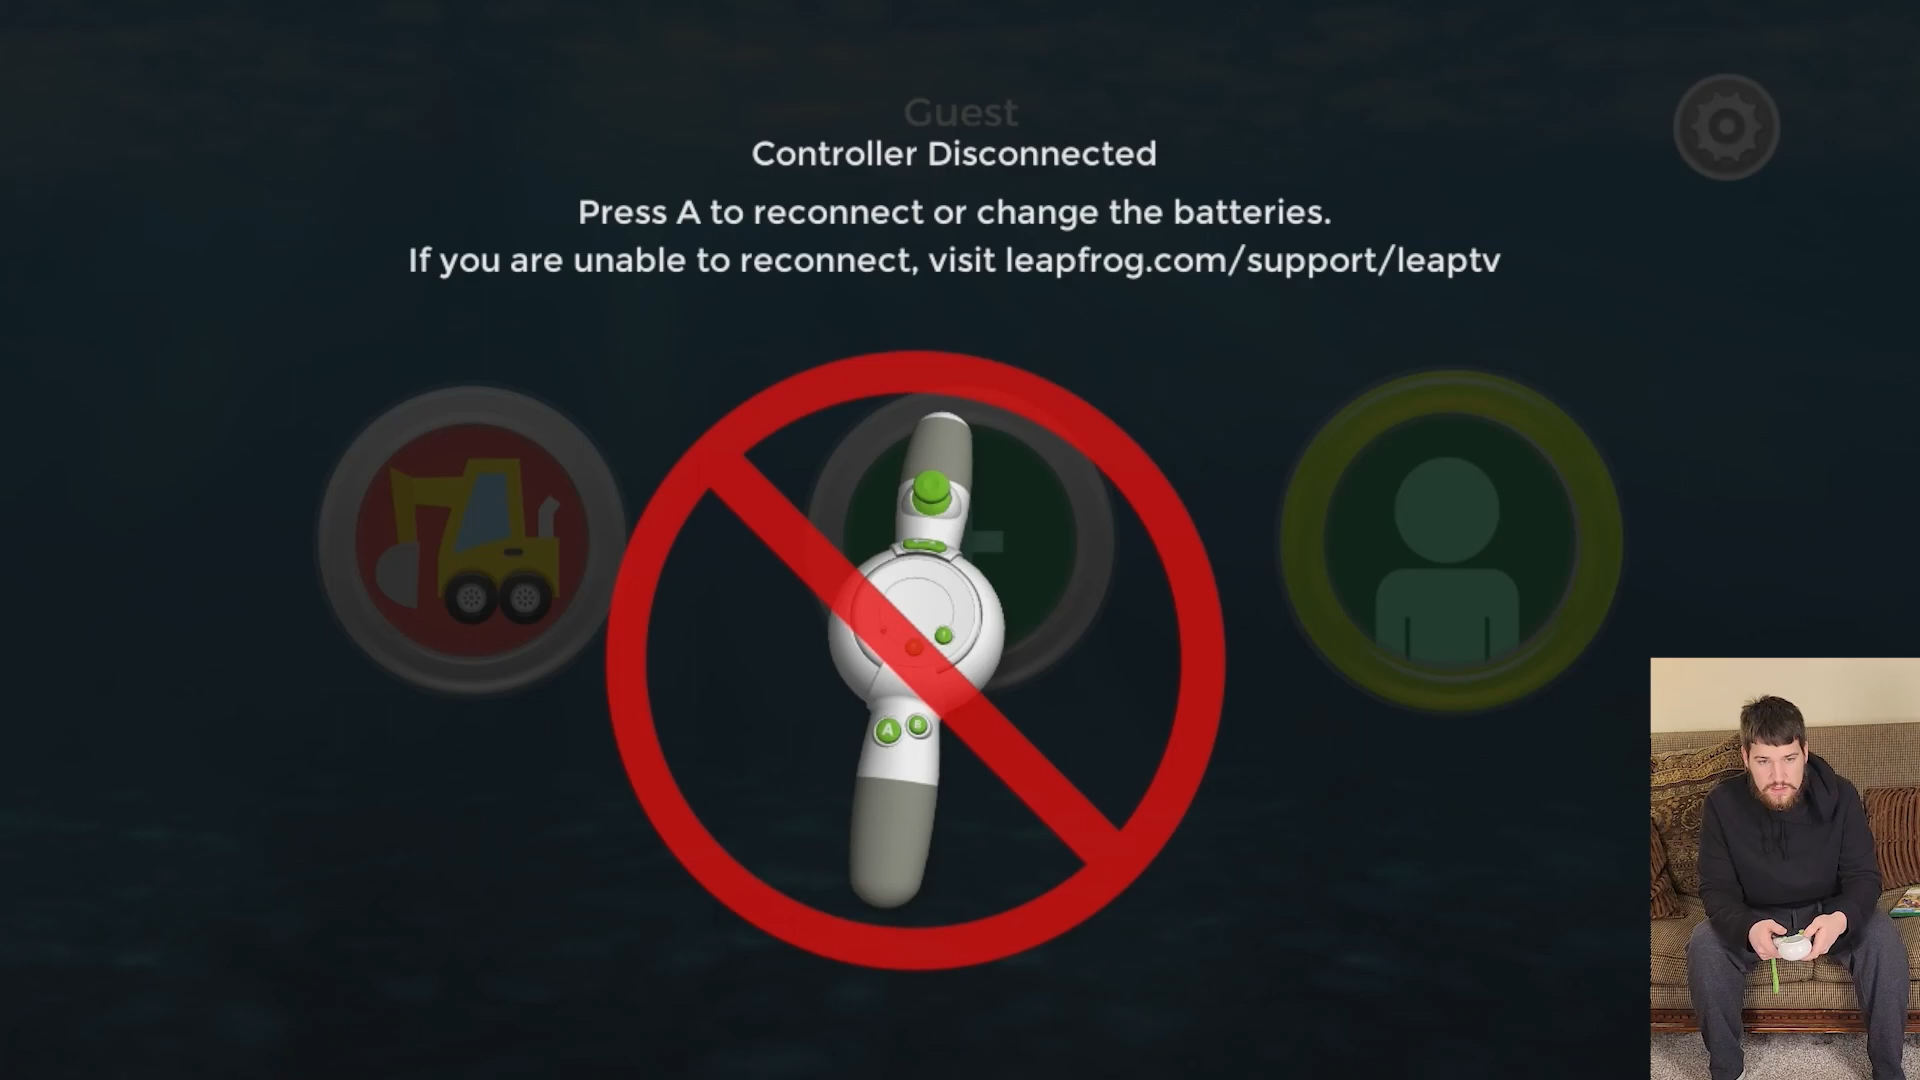 Guest
Controller Disconnected
Press A to reconnect or change the batteries.
If you are unable to reconnect, visit leapfrog.com/support/leaptv
A B